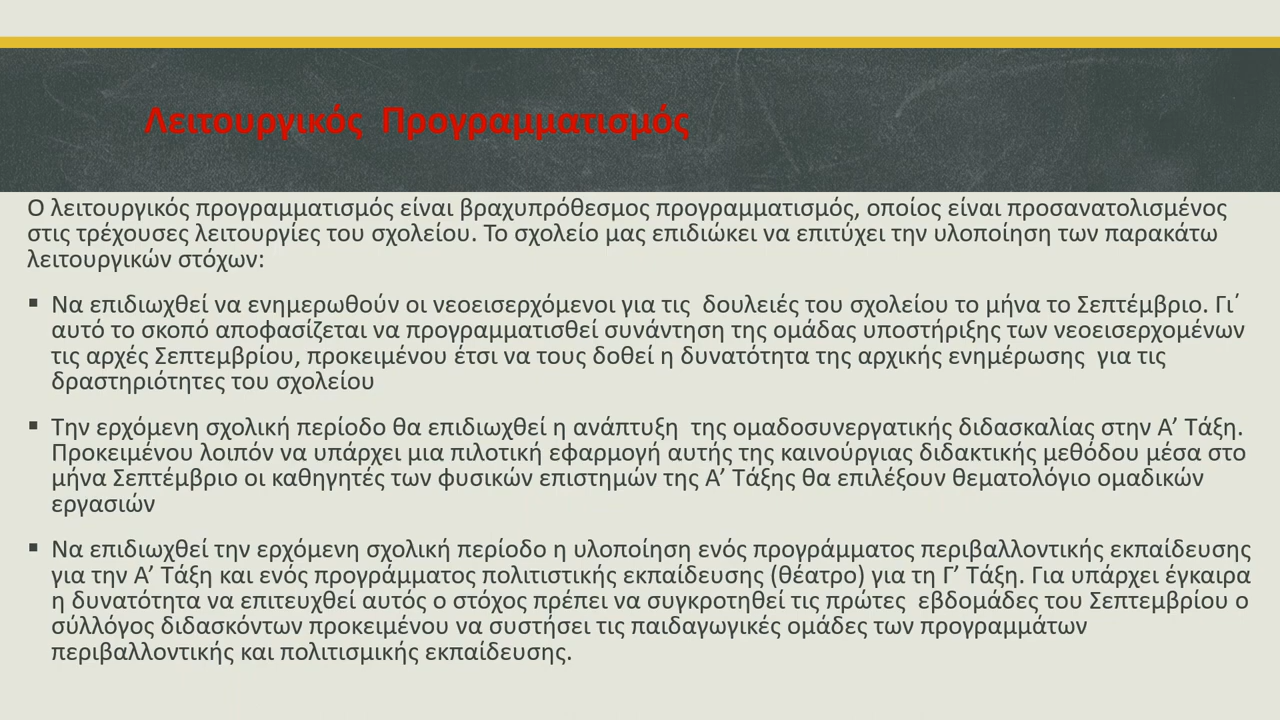 Λειτουργικός  Προγραμματισμός
Ο λειτουργικός προγραμματισμός είναι βραχυπρόθεσμος προγραμματισμός, οποίος είναι προσανατολισμένος
στις τρέχουσες λειτουργίες του σχολείου. Το σχολείο μας επιδιώκει να επιτύχει την υλοποίηση των παρακάτω
λειτουργικών στόχων:
▪ Να επιδιωχθεί να ενημερωθούν οι νεοεισερχόμενοι για τις  δουλειές του σχολείου το μήνα το Σεπτέμβριο. Γι΄
αυτό το σκοπό αποφασίζεται να προγραμματισθεί συνάντηση της ομάδας υποστήριξης των νεοεισερχομένων
τις αρχές Σεπτεμβρίου, προκειμένου έτσι να τους δοθεί η δυνατότητα της αρχικής ενημέρωσης  για τις
δραστηριότητες του σχολείου
▪ Την ερχόμενη σχολική περίοδο θα επιδιωχθεί η ανάπτυξη  της ομαδοσυνεργατικής διδασκαλίας στην Α’ Τάξη.
Προκειμένου λοιπόν να υπάρχει μια πιλοτική εφαρμογή αυτής της καινούργιας διδακτικής μεθόδου μέσα στο
μήνα Σεπτέμβριο οι καθηγητές των φυσικών επιστημών της Α’ Τάξης θα επιλέξουν θεματολόγιο ομαδικών
εργασιών
▪ Να επιδιωχθεί την ερχόμενη σχολική περίοδο η υλοποίηση ενός προγράμματος περιβαλλοντικής εκπαίδευσης
για την Α’ Τάξη και ενός προγράμματος πολιτιστικής εκπαίδευσης (θέατρο) για τη Γ’ Τάξη. Για υπάρχει έγκαιρα
η δυνατότητα να επιτευχθεί αυτός ο στόχος πρέπει να συγκροτηθεί τις πρώτες  εβδομάδες του Σεπτεμβρίου ο
σύλλόγος διδασκόντων προκειμένου να συστήσει τις παιδαγωγικές ομάδες των προγραμμάτων
περιβαλλοντικής και πολιτισμικής εκπαίδευσης.